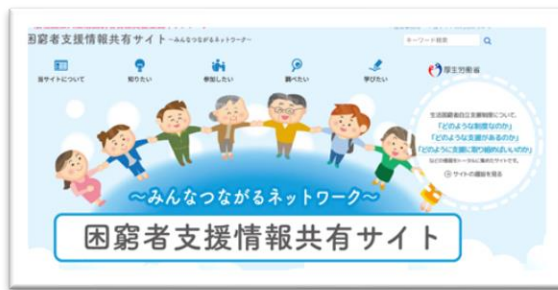 困窮者支援情報共有サイト～みんなつながるネットワーク～
キーワード検索
当サイトについて
知りたい
参加したい
調べたい
学びたい
厚生労働省
生活困窮者自立支援制度について、
「どのような制度なのか」
「どのような支援があるのか」
「どのように支援に取り組めばいいのか」
などの情報をトータルに集めたサイトです。
サイトの趣旨を見る
～みんなつながるネットワーク～
困窮者支援情報共有サイト